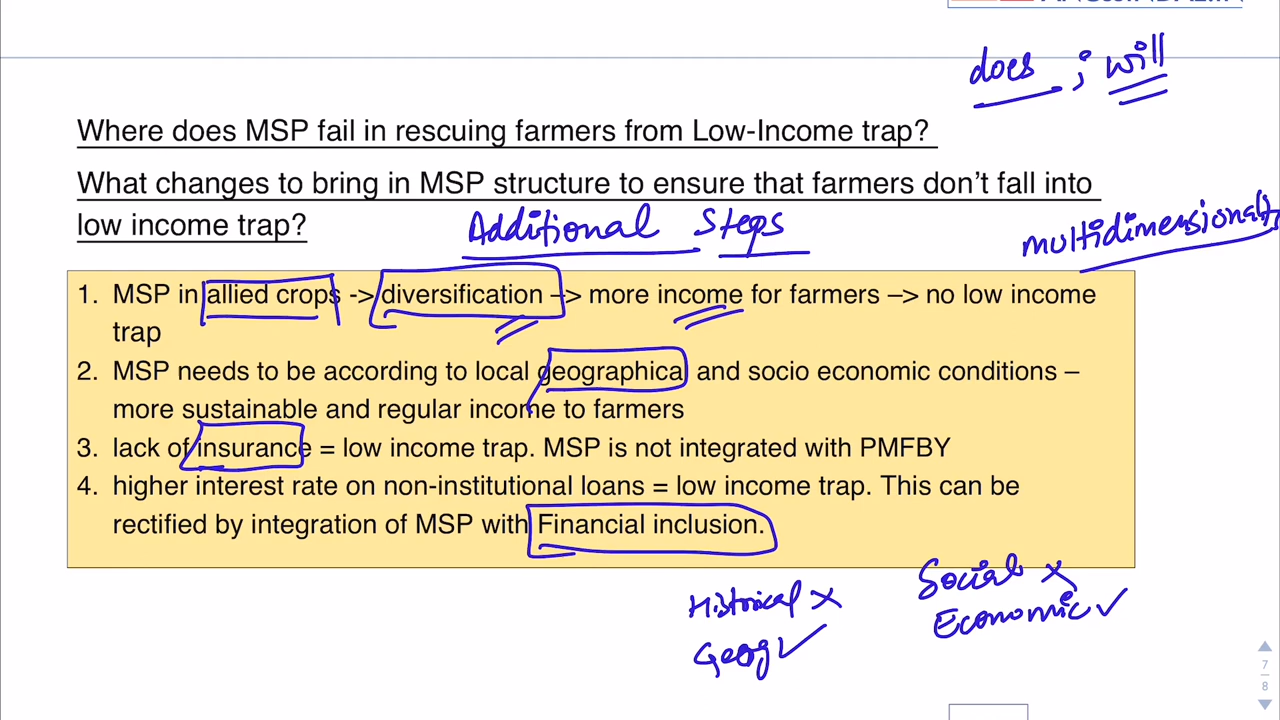 does ; will
Where does MSP fail in rescuing farmers from Low-Income trap?
What changes to bring in MSP structure to ensure that farmers don't fall into
low income trap?
Additional Steps
multidimensionality
1. MSP in allied crops -> diversification –> more income for farmers –> no low income
trap
2. MSP needs to be according to local geographical and socio economic conditions –
more sustainable and regular income to farmers
3. lack of insurance = low income trap. MSP is not integrated with PMFBY
4. higher interest rate on non-institutional loans = low income trap. This can be
rectified by integration of MSP with Financial inclusion.
Historical ×
Geog ✓
Social ×
Economic ✓
7
8